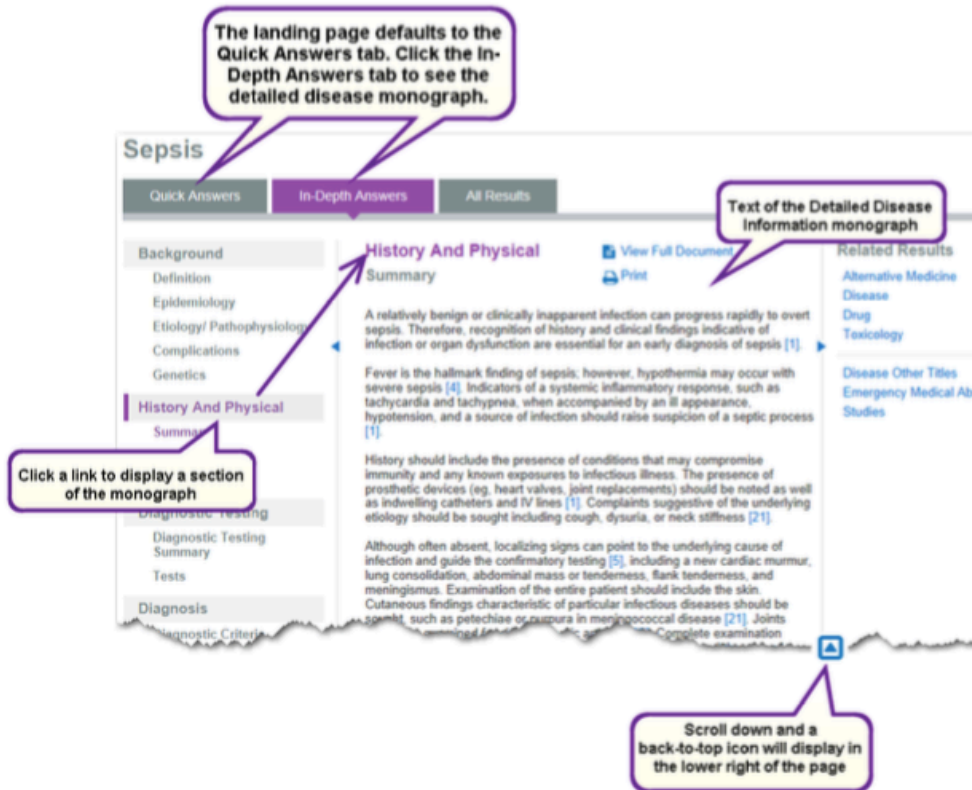 The landing page defaults to the
Quick Answers tab. Click the In-
Depth Answers tab to see the
detailed disease monograph.
Sepsis
Quick Answers
In-Depth Answers
All Results
Text of the Detailed Disease
Information monograph
Background
Definition
Epidemiology
Etiology/ Pathophysiology
Complications
Genetics
History And Physical
Summary
Click a link to display a section
of the monograph
Diagnostic Testing
Diagnostic Testing
Summary
Tests
Diagnosis
Diagnostic Criteria
History And Physical
View Full Document
Summary
Print
A relatively benign or clinically inapparent infection can progress rapidly to overt
sepsis. Therefore, recognition of history and clinical findings indicative of
infection or organ dysfunction are essential for an early diagnosis of sepsis [1].
Fever is the hallmark finding of sepsis; however, hypothermia may occur with
severe sepsis [4]. Indicators of a systemic inflammatory response, such as
tachycardia and tachypnea, when accompanied by an ill appearance,
hypotension, and a source of infection should raise suspicion of a septic process
[1].
History should include the presence of conditions that may compromise
immunity and any known exposures to infectious illness. The presence of
prosthetic devices (eg, heart valves, joint replacements) should be noted as well
as indwelling catheters and IV lines [1]. Complaints suggestive of the underlying
etiology should be sought including cough, dysuria, or neck stiffness [21].
Although often absent, localizing signs can point to the underlying cause of
infection and guide the confirmatory testing [5], including a new cardiac murmur,
lung consolidation, abdominal mass or tenderness, flank tenderness, and
meningismus. Examination of the entire patient should include the skin.
Cutaneous findings characteristic of particular infectious diseases should be
sought, such as petechiae or purpura in meningococcal disease [21]. Joints
Complete examination
Related Results
Alternative Medicine
Disease
Drug
Toxicology
Disease Other Titles
Emergency Medical Ab
Studies
Scroll down and a
back-to-top icon will display in
the lower right of the page